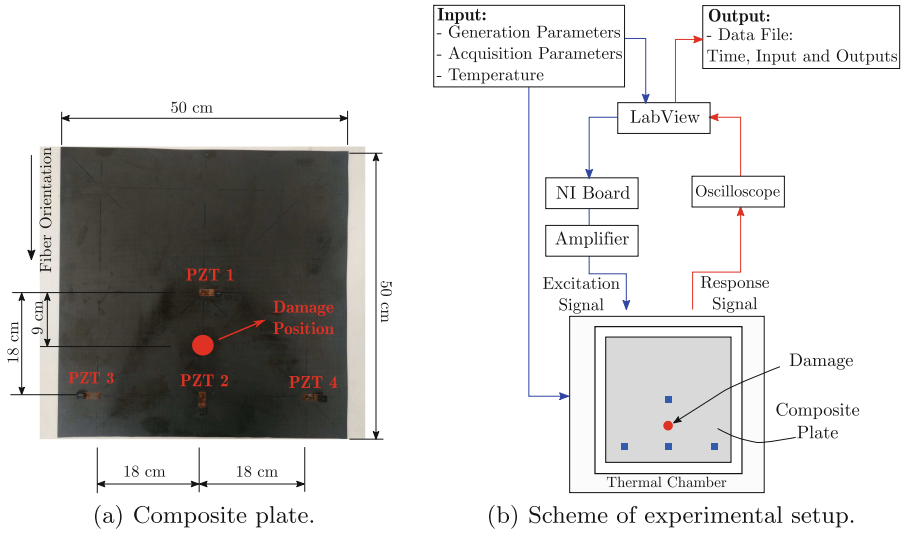 50 cm
Fiber Orientation
PZT 1
Damage
Position
18 cm
9 cm
50 cm
PZT 3
PZT 2
PZT 4
18 cm
18 cm
(a) Composite plate.
Input:
- Generation Parameters
- Acquisition Parameters
- Temperature
Output:
- Data File:
Time, Input and Outputs
LabView
NI Board
Oscilloscope
Amplifier
Excitation
Signal
Response
Signal
Damage
Composite
Plate
Thermal Chamber
(b) Scheme of experimental setup.